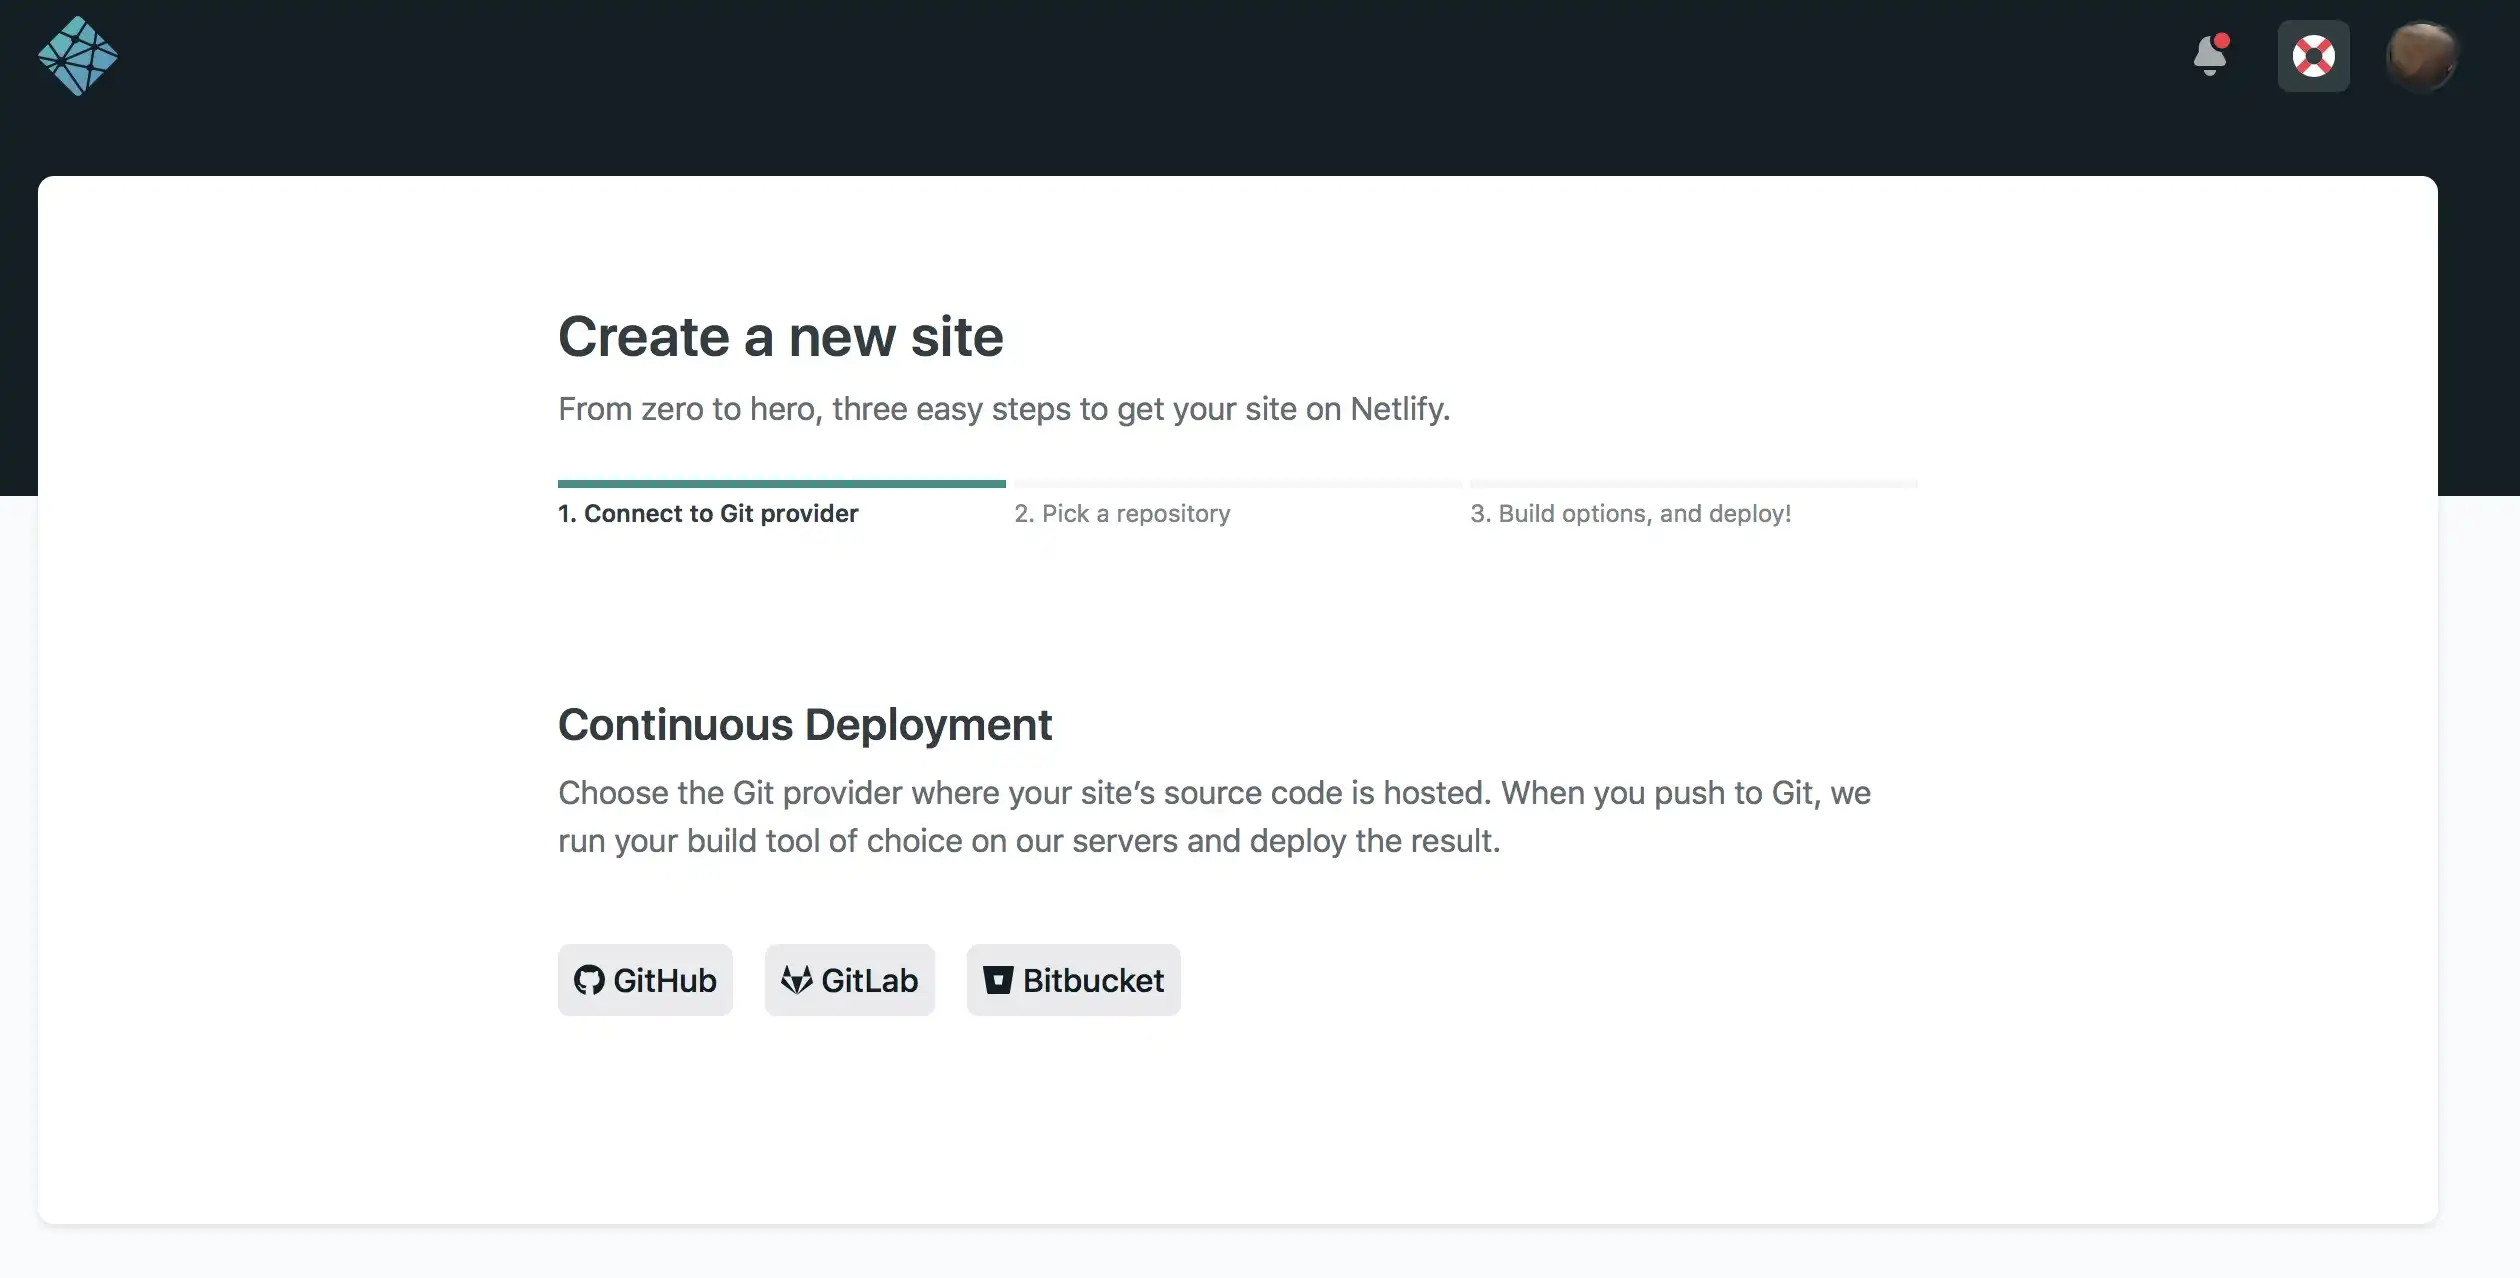 Create a new site
From zero to hero, three easy steps to get your site on Netlify.
1. Connect to Git provider
2. Pick a repository
3. Build options, and deploy!
Continuous Deployment
Choose the Git provider where your site’s source code is hosted. When you push to Git, we
run your build tool of choice on our servers and deploy the result.
GitHub
GitLab
Bitbucket